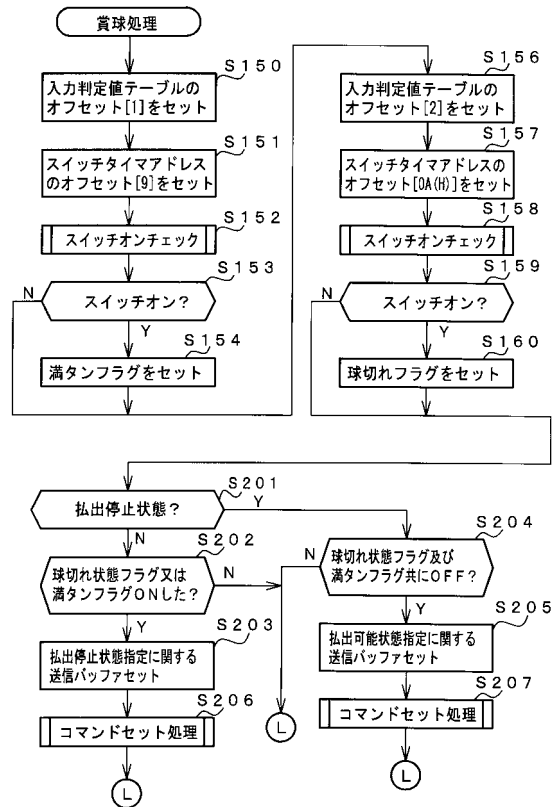 賞球処理
S150
入力判定値テーブルの
オフセット[1]をセット
S151
スイッチタイマアドレス
のオフセット[9]をセット
S152
スイッチオンチェック
S153
スイッチオン?
N
Y
S154
満タンフラグをセット
S156
入力判定値テーブルの
オフセット[2]をセット
S157
スイッチタイマアドレスの
オフセット[0A(H)]をセット
S158
スイッチオンチェック
S159
スイッチオン?
N
Y
S160
球切れフラグをセット
S201
払出停止状態?
Y
N
S202
球切れ状態フラグ又は
満タンフラグONした?
N
Y
S203
払出停止状態指定に関する
送信バッファセット
S206
コマンドセット処理
L
S204
球切れ状態フラグ及び
満タンフラグ共にOFF?
N
Y
S205
払出可能状態指定に関する
送信バッファセット
S207
コマンドセット処理
L
L